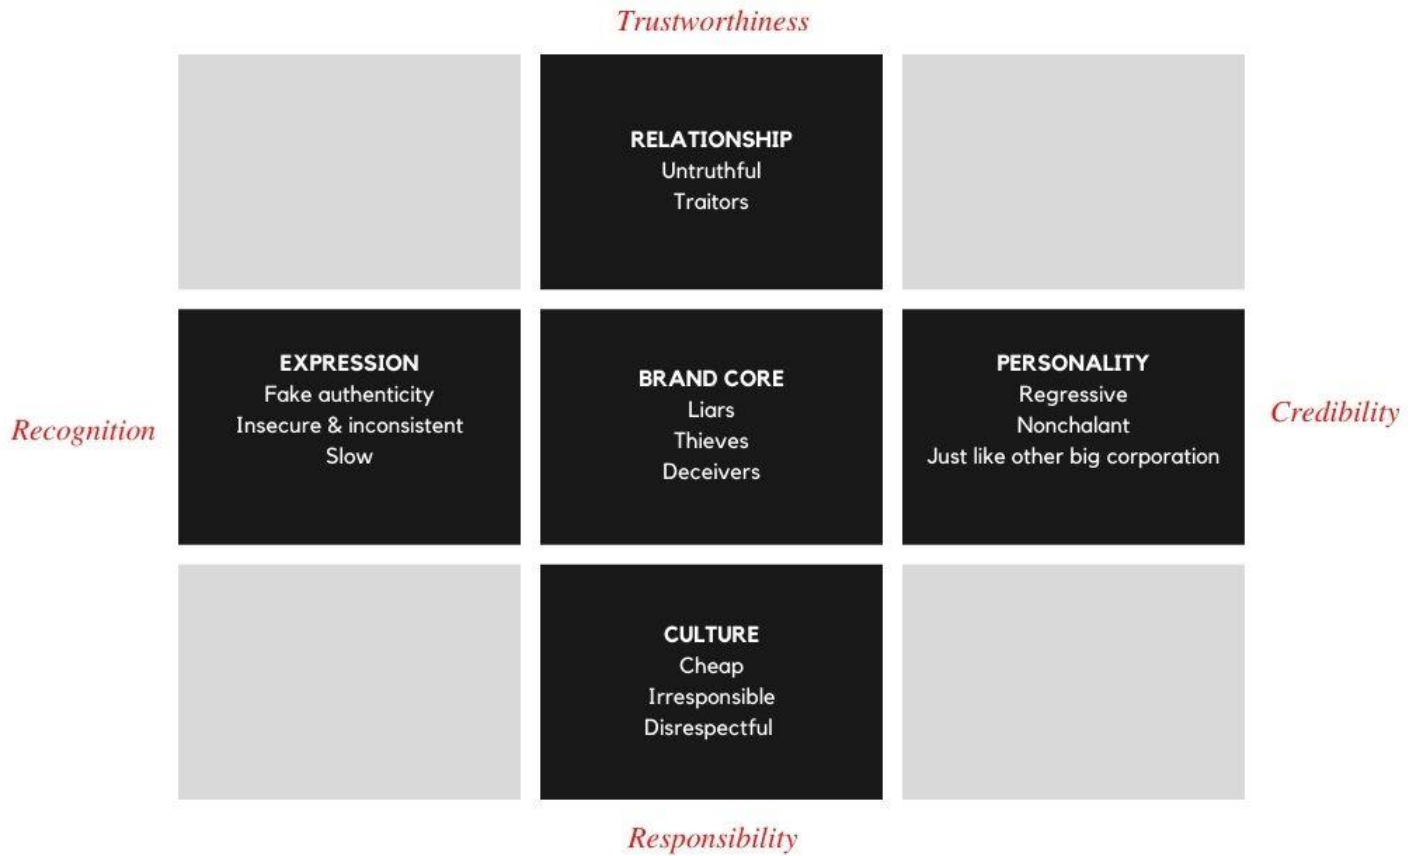 Trustworthiness
RELATIONSHIP
Untruthful
Traitors
Recognition
EXPRESSION
Fake authenticity
Insecure & inconsistent
Slow
BRAND CORE
Liars
Thieves
Deceivers
PERSONALITY
Regressive
Nonchalant
Just like other big corporation
Credibility
CULTURE
Cheap
Irresponsible
Disrespectful
Responsibility